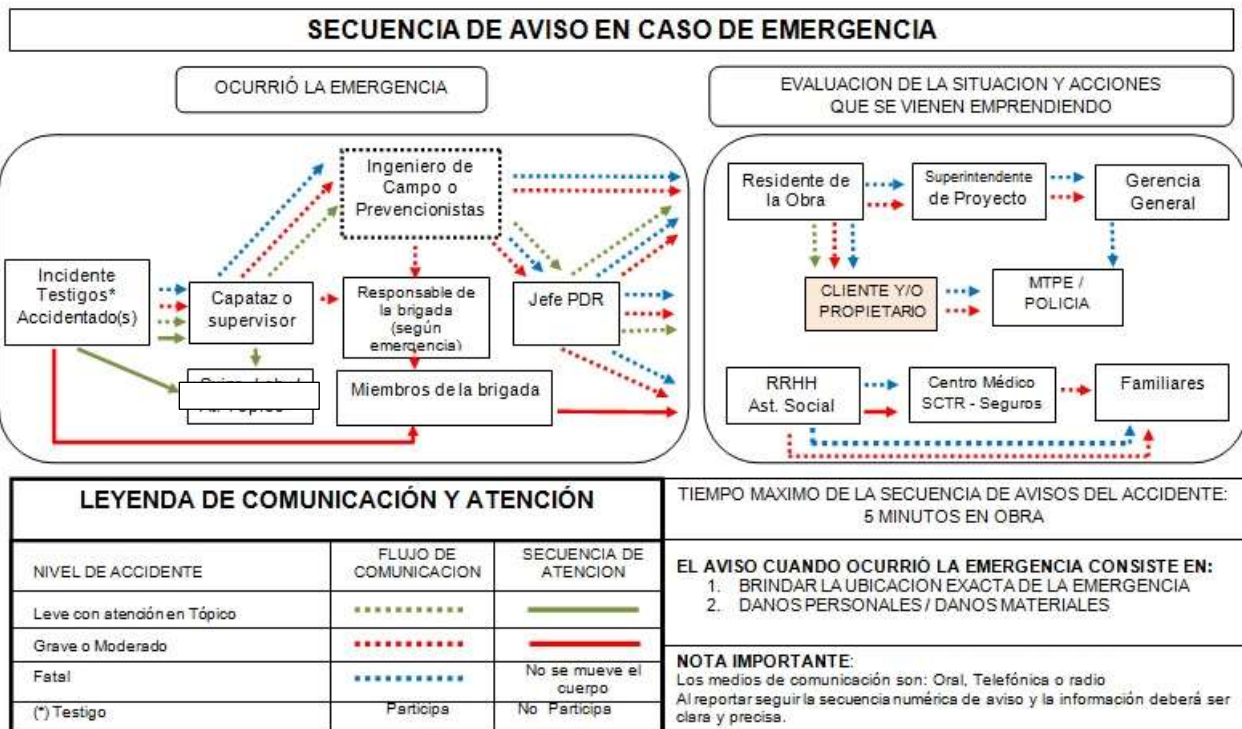 SECUENCIA DE AVISO EN CASO DE EMERGENCIA
OCURRIÓ LA EMERGENCIA
EVALUACION DE LA SITUACION Y ACCIONES
QUE SE VIENEN EMPRENDIENDO
Ingeniero de
Campo o
Prevencionistas
Incidente
Testigos*
Accidentado(s)
Capataz o
supervisor
Responsable de
la brigada
(según
emergencia)
Jefe PDR
Miembros de la brigada
Residente de
la Obra
Superintendente
de Proyecto
Gerencia
General
CLIENTE Y/O
PROPIETARIO
MTPE /
POLICIA
RRHH
Ast. Social
Centro Médico
SCTR - Seguros
Familiares
LEYENDA DE COMUNICACIÓN Y ATENCIÓN
NIVEL DE ACCIDENTE
FLUJO DE
COMUNICACION
SECUENCIA DE
ATENCION
Leve con atención en Tópico
Grave o Moderado
Fatal
No se mueve el
cuerpo
(*) Testigo
Participa
No Participa
TIEMPO MAXIMO DE LA SECUENCIA DE AVISOS DEL ACCIDENTE:
5 MINUTOS EN OBRA
EL AVISO CUANDO OCURRIÓ LA EMERGENCIA CONSISTE EN:
1. BRINDAR LA UBICACION EXACTA DE LA EMERGENCIA
2. DANOS PERSONALES / DANOS MATERIALES
NOTA IMPORTANTE:
Los medios de comunicación son: Oral, Telefónica o radio
Al reportar seguir la secuencia numérica de aviso y la información deberá ser
clara y precisa.